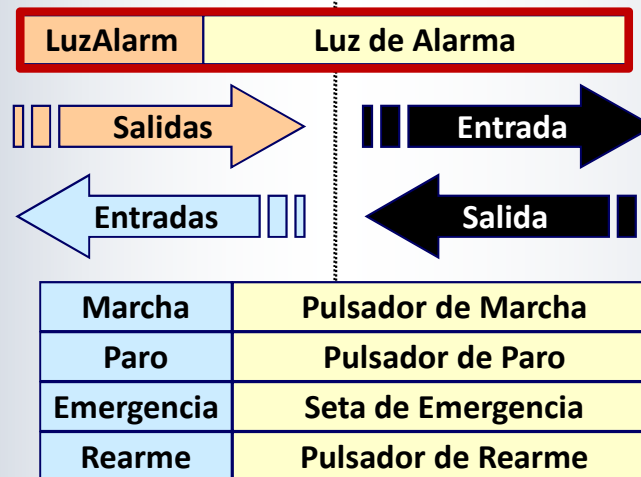 LuzAlarm Luz de Alarma
Salidas Entrada
Entradas Salida
Marcha Pulsador de Marcha
Paro Pulsador de Paro
Emergencia Seta de Emergencia
Rearme Pulsador de Rearme